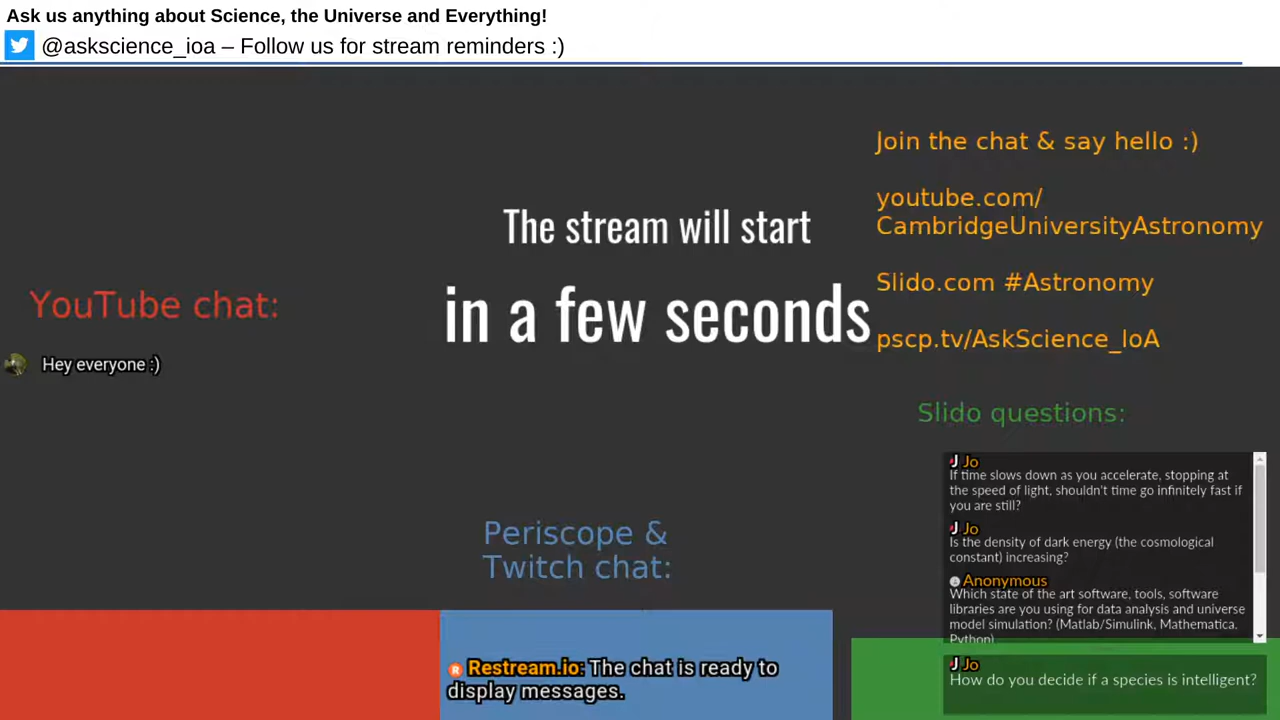 Ask us anything about Science, the Universe and Everything!
@askscience_ioa – Follow us for stream reminders :)
Join the chat & say hello :)
youtube.com/
CambridgeUniversityAstronomy
Slido.com #Astronomy
pscp.tv/AskScience_IoA
The stream will start
in a few seconds
YouTube chat:
Hey everyone :)
Slido questions:
J Jo
If time slows down as you accelerate, stopping at
the speed of light, shouldn't time go infinitely fast if
you are still?
J Jo
Is the density of dark energy (the cosmological
constant) increasing?
Anonymous
Which state of the art software, tools, software
libraries are you using for data analysis and universe
model simulation? (Matlab/Simulink, Mathematica.
Python)
J Jo
How do you decide if a species is intelligent?
Periscope &
Twitch chat:
R Restream.io: The chat is ready to
display messages.